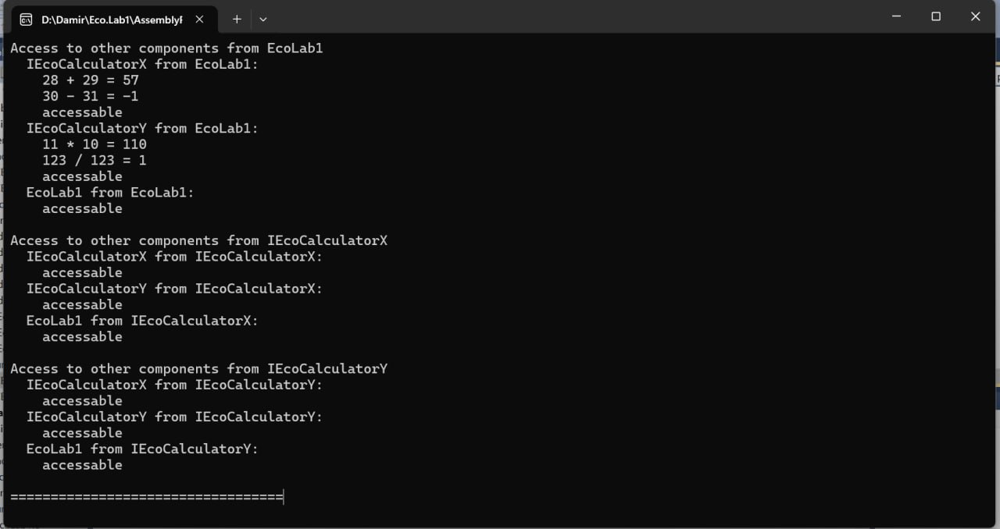 D:\Damir\Eco.Lab1\Assembly
Access to other components from EcoLab1
IEcoCalculatorX from EcoLab1:
28 + 29 = 57
30 - 31 = -1
accessable
IEcoCalculatorY from EcoLab1:
11 * 10 = 110
123 / 123 = 1
accessable
EcoLab1 from EcoLab1:
accessable
Access to other components from IEcoCalculatorX
IEcoCalculatorX from IEcoCalculatorX:
accessable
IEcoCalculatorY from IEcoCalculatorX:
accessable
EcoLab1 from IEcoCalculatorX:
accessable
Access to other components from IEcoCalculatorY
IEcoCalculatorX from IEcoCalculatorY:
accessable
IEcoCalculatorY from IEcoCalculatorY:
accessable
EcoLab1 from IEcoCalculatorY:
accessable
==================================